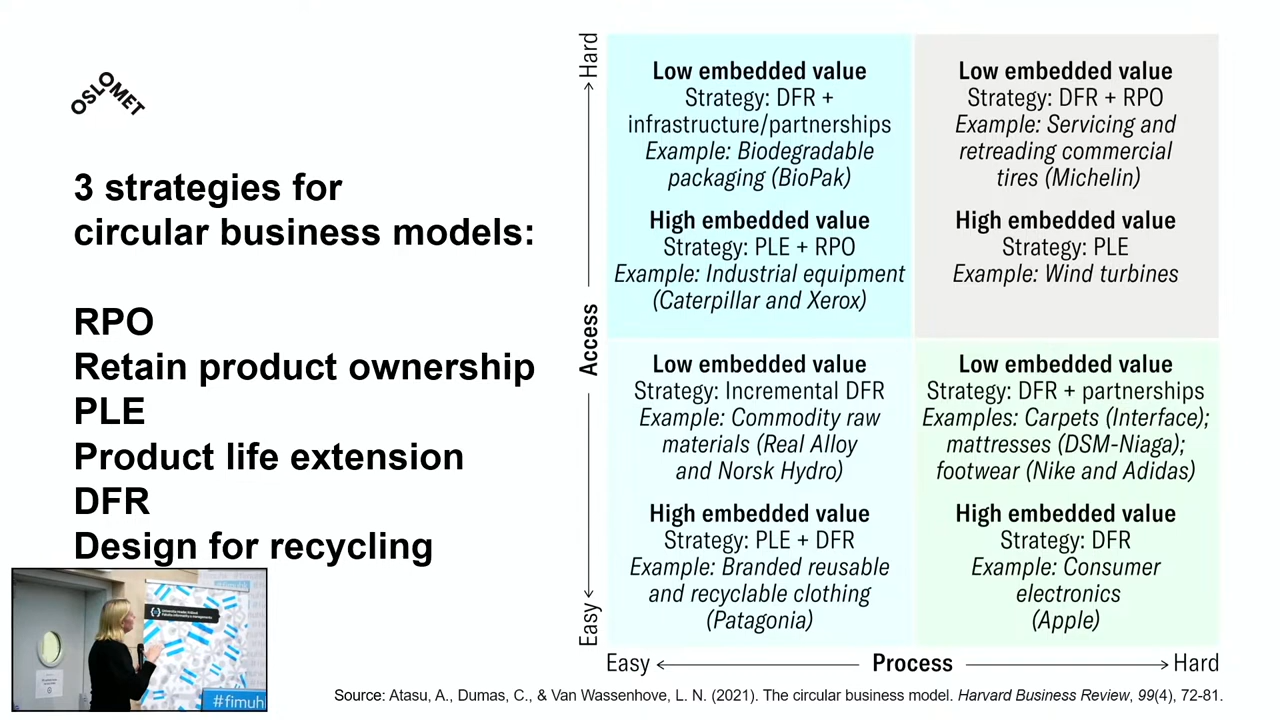 OSLOMET
3 strategies for
circular business models:
RPO
Retain product ownership
PLE
Product life extension
DFR
Design for recycling
Hard
Access
Easy
Low embedded value
Strategy: DFR +
infrastructure/partnerships
Example: Biodegradable
packaging (BioPak)
High embedded value
Strategy: PLE + RPO
Example: Industrial equipment
(Caterpillar and Xerox)
Low embedded value
Strategy: DFR + RPO
Example: Servicing and
retreading commercial
tires (Michelin)
High embedded value
Strategy: PLE
Example: Wind turbines
Low embedded value
Strategy: Incremental DFR
Example: Commodity raw
materials (Real Alloy
and Norsk Hydro)
High embedded value
Strategy: PLE + DFR
Example: Branded reusable
and recyclable clothing
(Patagonia)
Low embedded value
Strategy: DFR + partnerships
Examples: Carpets (Interface);
mattresses (DSM-Niaga);
footwear (Nike and Adidas)
High embedded value
Strategy: DFR
Example: Consumer
electronics
(Apple)
Easy Process Hard
#fimuh
Source: Atasu, A., Dumas, C., & Van Wassenhove, L. N. (2021). The circular business model. Harvard Business Review, 99(4), 72-81.